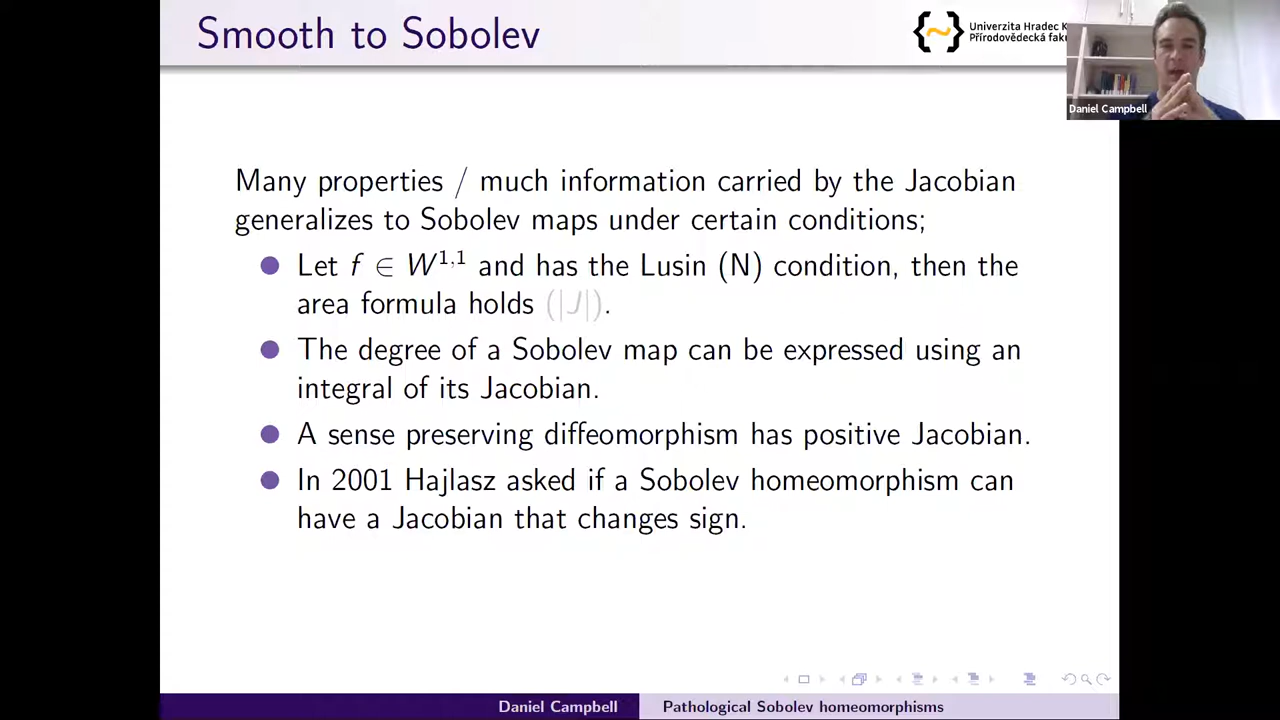 Smooth to Sobolev
Univerzita Hradec K
Přírodovědecká faku
Daniel Campbell
Many properties / much information carried by the Jacobian
generalizes to Sobolev maps under certain conditions;
Let f ∈ W^{1,1} and has the Lusin (N) condition, then the
area formula holds (|J|).
The degree of a Sobolev map can be expressed using an
integral of its Jacobian.
A sense preserving diffeomorphism has positive Jacobian.
In 2001 Hajlasz asked if a Sobolev homeomorphism can
have a Jacobian that changes sign.
Daniel Campbell
Pathological Sobolev homeomorphisms